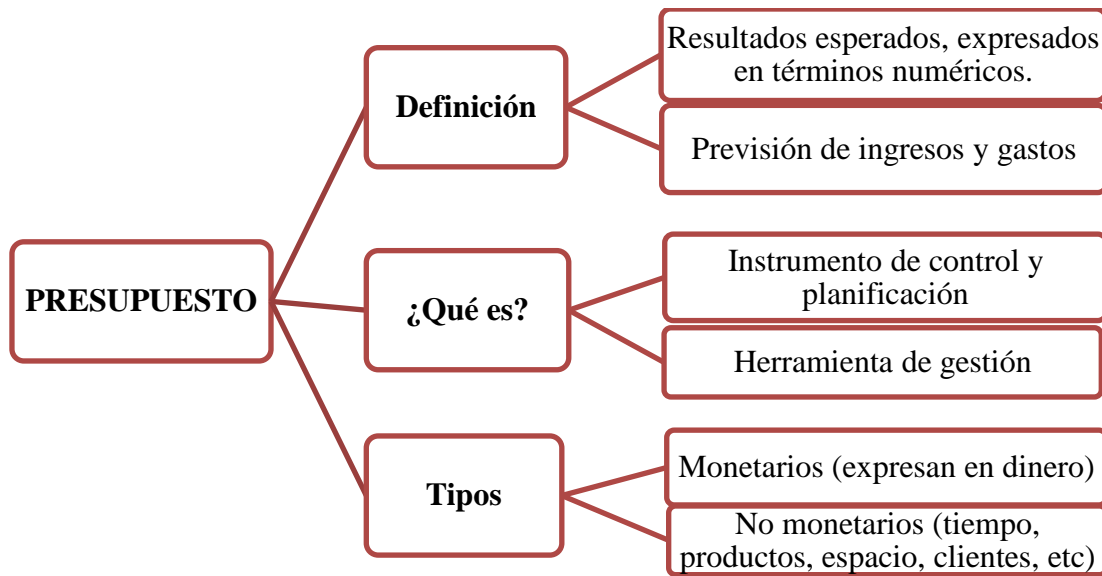 PRESUPUESTO
Definición
Resultados esperados, expresados
en términos numéricos.
Previsión de ingresos y gastos
¿Qué es?
Instrumento de control y
planificación
Herramienta de gestión
Tipos
Monetarios (expresan en dinero)
No monetarios (tiempo,
productos, espacio, clientes, etc)